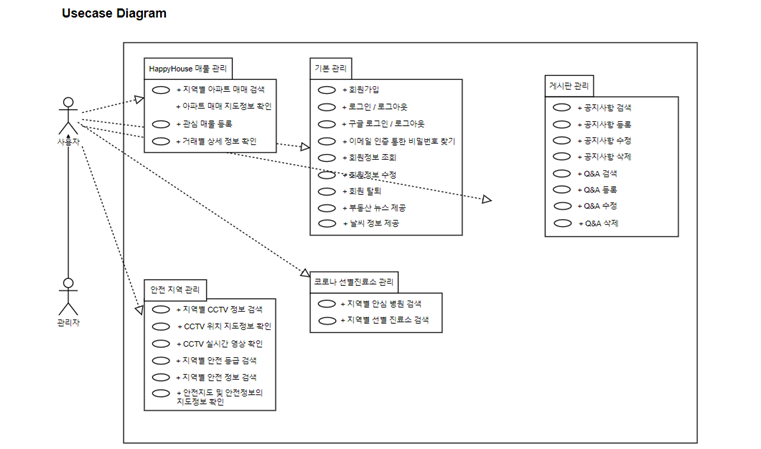 Usecase Diagram
HappyHouse 매물 관리
+ 지역별 아파트 매매 검색
+ 아파트 매매 지도정보 확인
+ 관심 매물 등록
+ 거래별 상세 정보 확인
기본 관리
+ 회원가입
+ 로그인 / 로그아웃
+ 구글 로그인 / 로그아웃
+ 이메일 인증 통한 비밀번호 찾기
+ 회원정보 조회
+ 회원정보 수정
+ 회원 탈퇴
+ 부동산 뉴스 제공
+ 날씨 정보 제공
게시판 관리
+ 공지사항 검색
+ 공지사항 등록
+ 공지사항 수정
+ 공지사항 삭제
+ Q&A 검색
+ Q&A 등록
+ Q&A 수정
+ Q&A 삭제
사용자
관리자
안전 지역 관리
+ 지역별 CCTV 정보 검색
+ CCTV 위치 지도정보 확인
+ CCTV 실시간 영상 확인
+ 지역별 안전 등급 검색
+ 지역별 안전 정보 검색
+ 안전지도 및 안전정보의
지도정보 확인
코로나 선별진료소 관리
+ 지역별 안심 병원 검색
+ 지역별 선별 진료소 검색